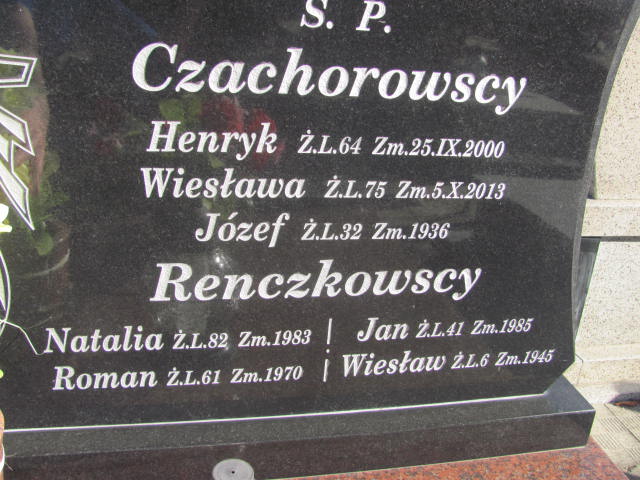 Ś. P.
Czachorowscy
Henryk Ż.L.64 Zm.25.IX.2000
Wiesława Ż.L.75 Zm.5.X.2013
Józef Ż.L.32 Zm.1936
Renczkowscy
Natalia Ż.L.82 Zm.1983 | Jan Ż.L.41 Zm.1985
Roman Ż.L.61 Zm.1970 | Wiesław Ż.L.6 Zm.1945